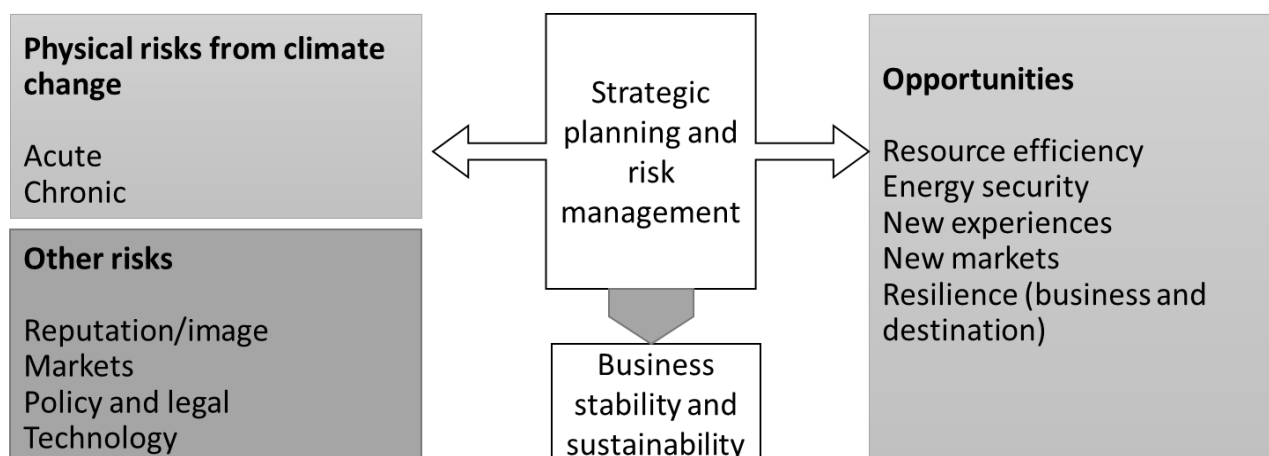 Physical risks from climate
change
Acute
Chronic
Other risks
Reputation/image
Markets
Policy and legal
Technology
Strategic
planning and
risk
management
Business
stability and
sustainability
Opportunities
Resource efficiency
Energy security
New experiences
New markets
Resilience (business and
destination)